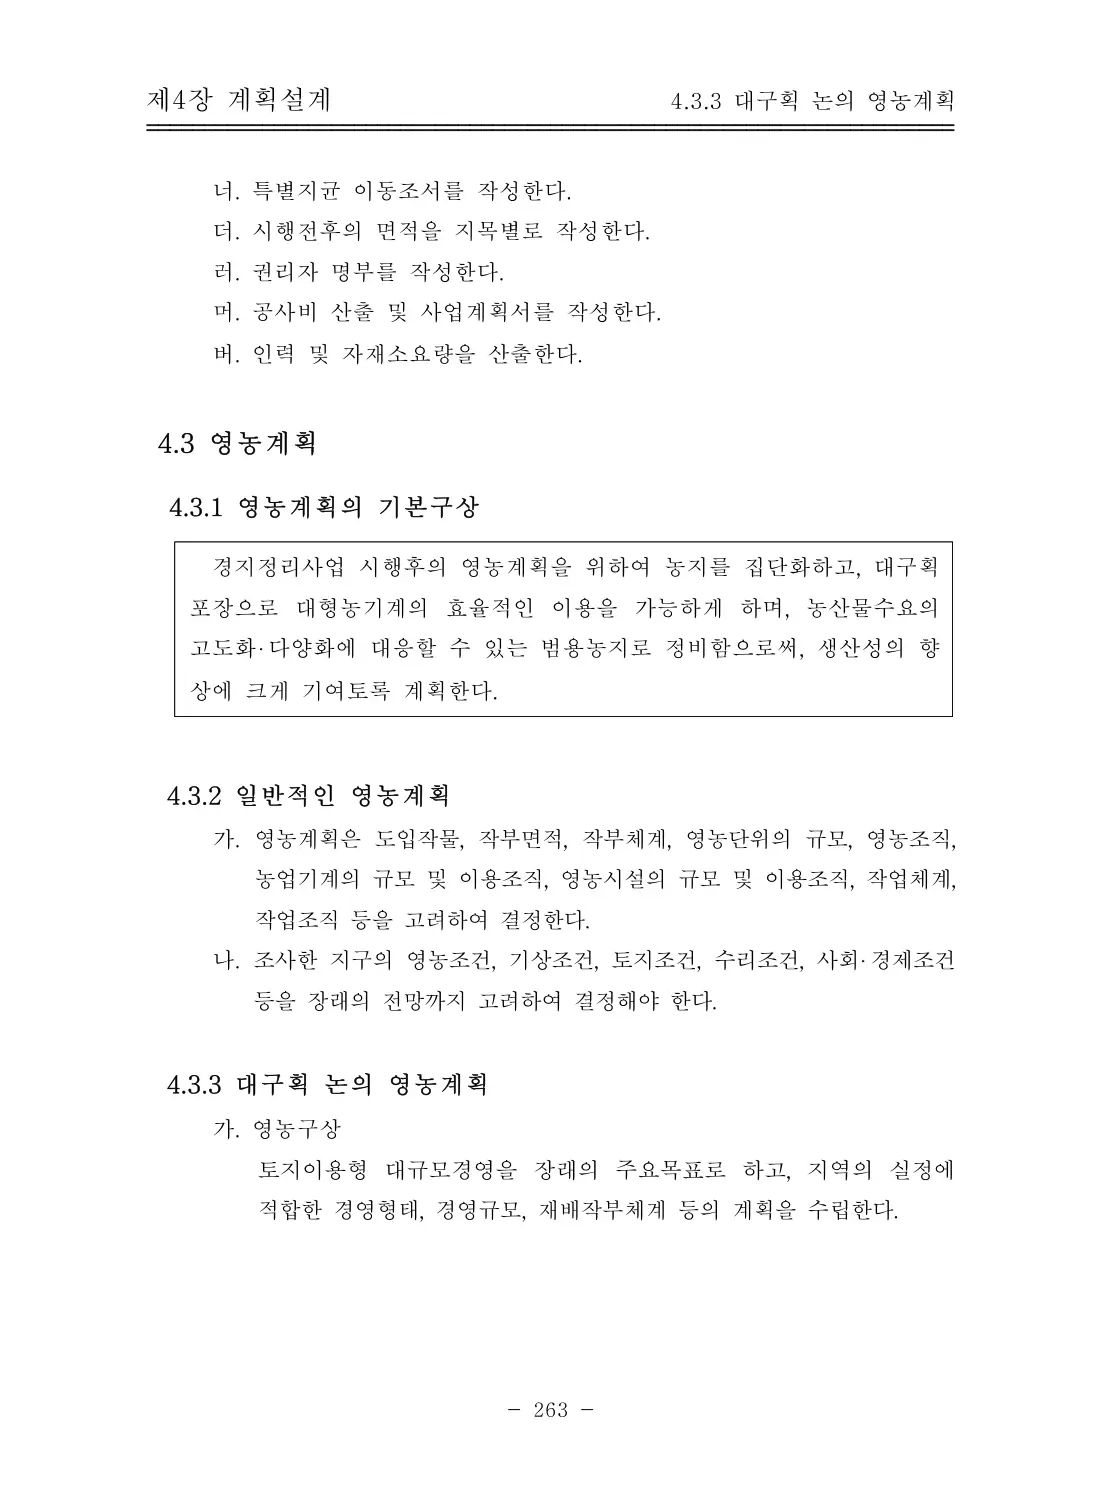 제4장 계획설계
4.3.3 대구획 논의 영농계획
너. 특별지균 이동조서를 작성한다.
더. 시행전후의 면적을 지목별로 작성한다.
러. 권리자 명부를 작성한다.
머. 공사비 산출 및 사업계획서를 작성한다.
버. 인력 및 자재소요량을 산출한다.
4.3 영농계획
4.3.1 영농계획의 기본구상
경지정리사업 시행후의 영농계획을 위하여 농지를 집단화하고, 대구획
포장으로 대형농기계의 효율적인 이용을 가능하게 하며, 농산물수요의
고도화·다양화에 대응할 수 있는 범용농지로 정비함으로써, 생산성의 향
상에 크게 기여토록 계획한다.
4.3.2 일반적인 영농계획
가. 영농계획은 도입작물, 작부면적, 작부체계, 영농단위의 규모, 영농조직,
농업기계의 규모 및 이용조직, 영농시설의 규모 및 이용조직, 작업체계,
작업조직 등을 고려하여 결정한다.
나. 조사한 지구의 영농조건, 기상조건, 토지조건, 수리조건, 사회·경제조건
등을 장래의 전망까지 고려하여 결정해야 한다.
4.3.3 대구획 논의 영농계획
가. 영농구상
토지이용형 대규모경영을 장래의 주요목표로 하고, 지역의 실정에
적합한 경영형태, 경영규모, 재배작부체계 등의 계획을 수립한다.
- 263 -